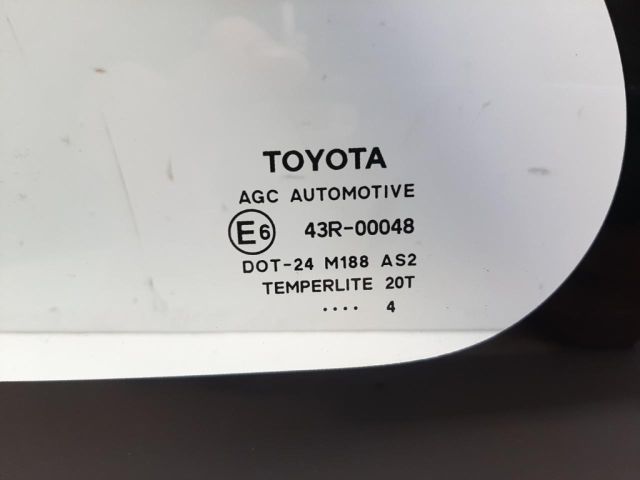 TOYOTA
AGC AUTOMOTIVE
E6 43R-00048
DOT-24 M188 AS2
TEMPERLITE 20T
.... 4